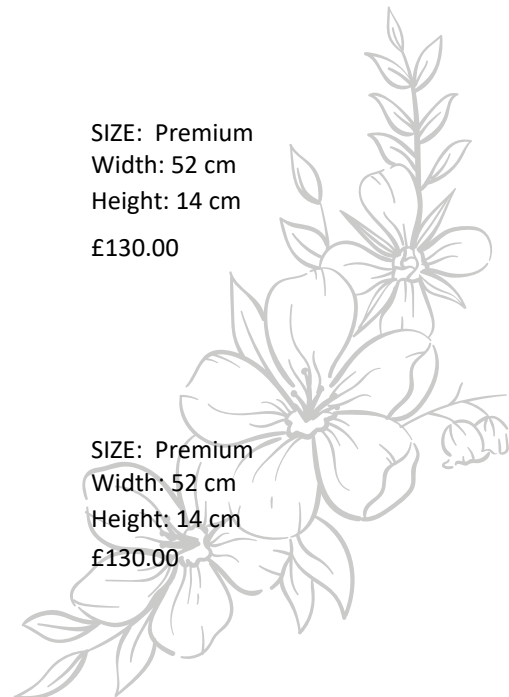 SIZE:  Premium
Width: 52 cm
Height: 14 cm
£130.00
SIZE:  Premium
Width: 52 cm
Height: 14 cm
£130.00